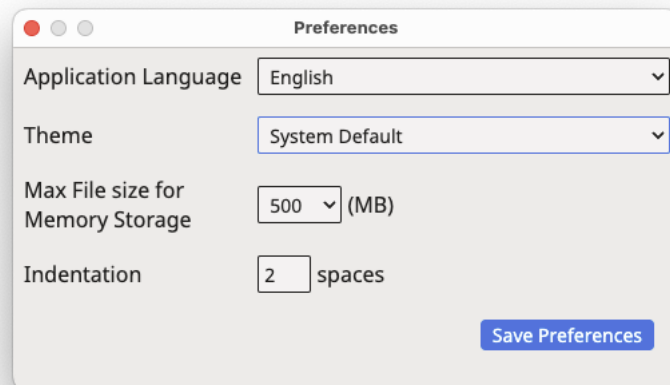 Preferences
Application Language English
Theme System Default
Max File size for
Memory Storage
500 (MB)
Indentation 2 spaces
Save Preferences